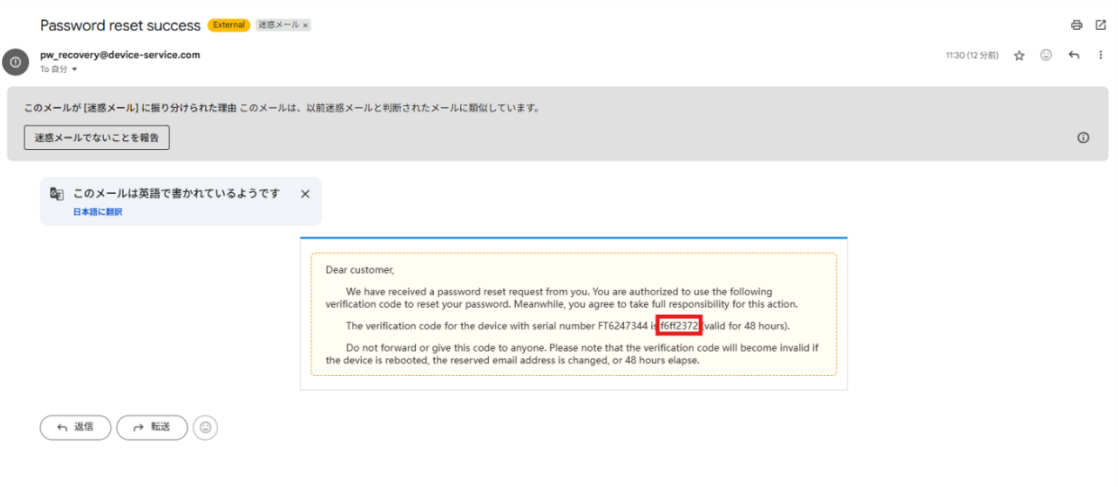 Password reset success External 迷惑メール ×
pw_recovery@device-service.com
11:30 (12 分前)
To 自分
このメールが [迷惑メール] に振り分けられた理由 このメールは、以前迷惑メールと判断されたメールに類似しています。
迷惑メールでないことを報告
このメールは英語で書かれているようです ×
日本語に翻訳
Dear customer,
We have received a password reset request from you. You are authorized to use the following
verification code to reset your password. Meanwhile, you agree to take full responsibility for this action.
The verification code for the device with serial number FT6247344 is f6ff2372 (valid for 48 hours).
Do not forward or give this code to anyone. Please note that the verification code will become invalid if
the device is rebooted, the reserved email address is changed, or 48 hours elapse.
返信
転送